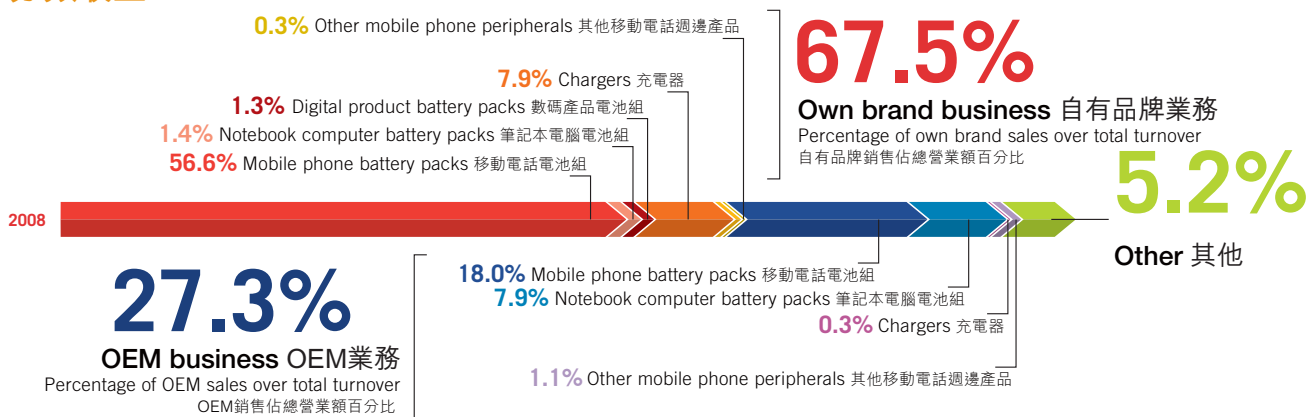 0.3% Other mobile phone peripherals 其他移動電話週邊產品
7.9% Chargers 充電器
1.3% Digital product battery packs 數碼產品電池組
1.4% Notebook computer battery packs 筆記本電腦電池組
56.6% Mobile phone battery packs 移動電話電池組
67.5%
Own brand business 自有品牌業務
Percentage of own brand sales over total turnover
自有品牌銷售佔總營業額百分比
2008
5.2%
Other 其他
27.3%
OEM business OEM業務
Percentage of OEM sales over total turnover
OEM銷售佔總營業額百分比
18.0% Mobile phone battery packs 移動電話電池組
7.9% Notebook computer battery packs 筆記本電腦電池組
0.3% Chargers 充電器
1.1% Other mobile phone peripherals 其他移動電話週邊產品